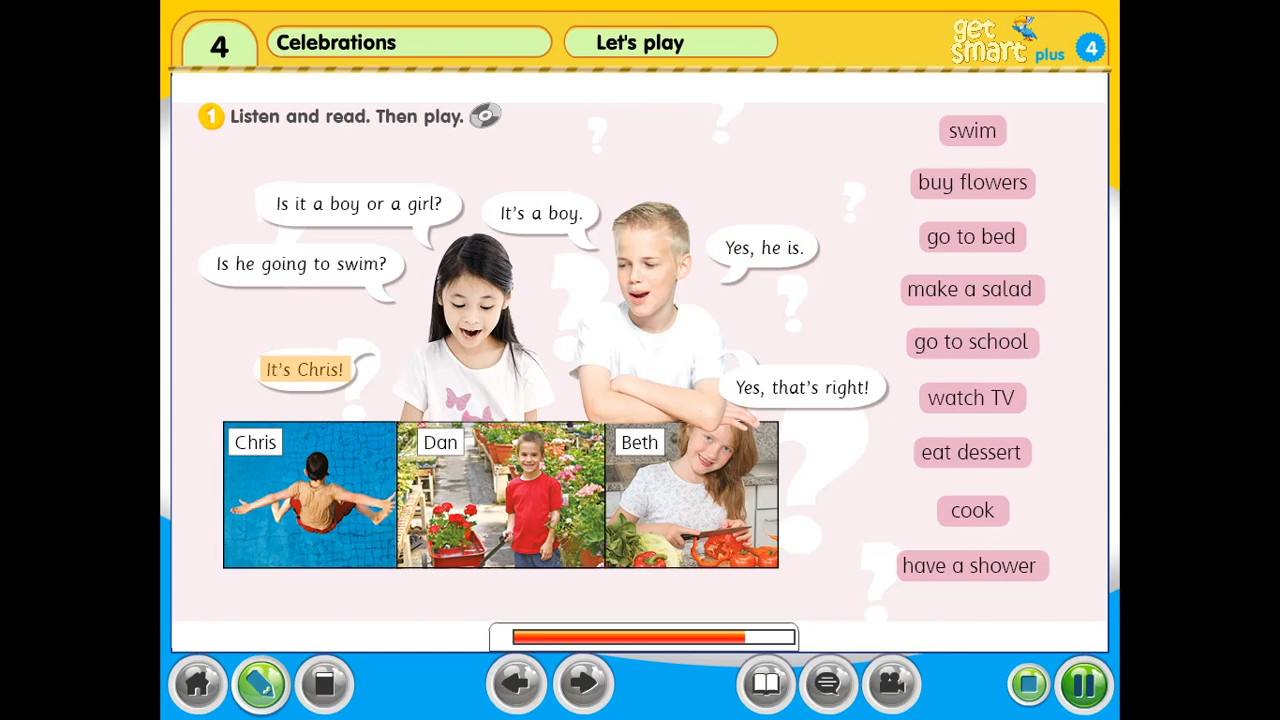 4
Celebrations
Let's play
get
smart plus 4
1 Listen and read. Then play.
Is it a boy or a girl?
It's a boy.
Is he going to swim?
Yes, he is.
It's Chris!
Yes, that's right!
Chris
Dan
Beth
swim
buy flowers
go to bed
make a salad
go to school
watch TV
eat dessert
cook
have a shower